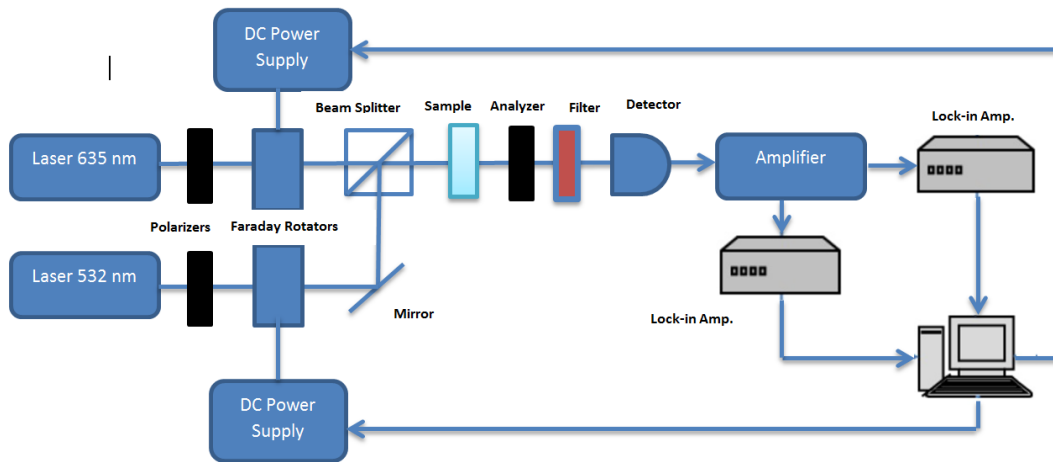 DC Power
Supply
Beam Splitter
Sample
Analyzer
Filter
Detector
Lock-in Amp.
Laser 635 nm
Amplifier
Polarizers
Faraday Rotators
Laser 532 nm
Mirror
Lock-in Amp.
DC Power
Supply